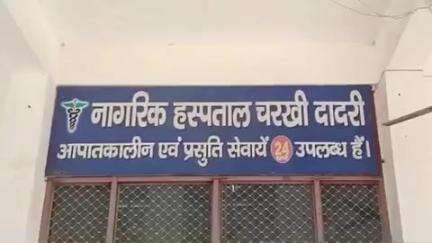 नागरिक हस्पताल चरखी दादरी
आपातकालीन एवं प्रसुति सेवायें 24 उपलब्ध हैं।